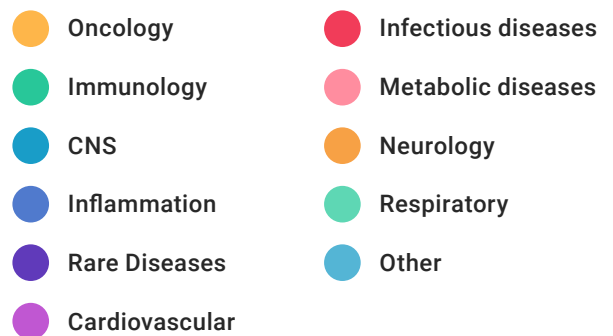 Oncology
Immunology
CNS
Inflammation
Rare Diseases
Cardiovascular
Infectious diseases
Metabolic diseases
Neurology
Respiratory
Other